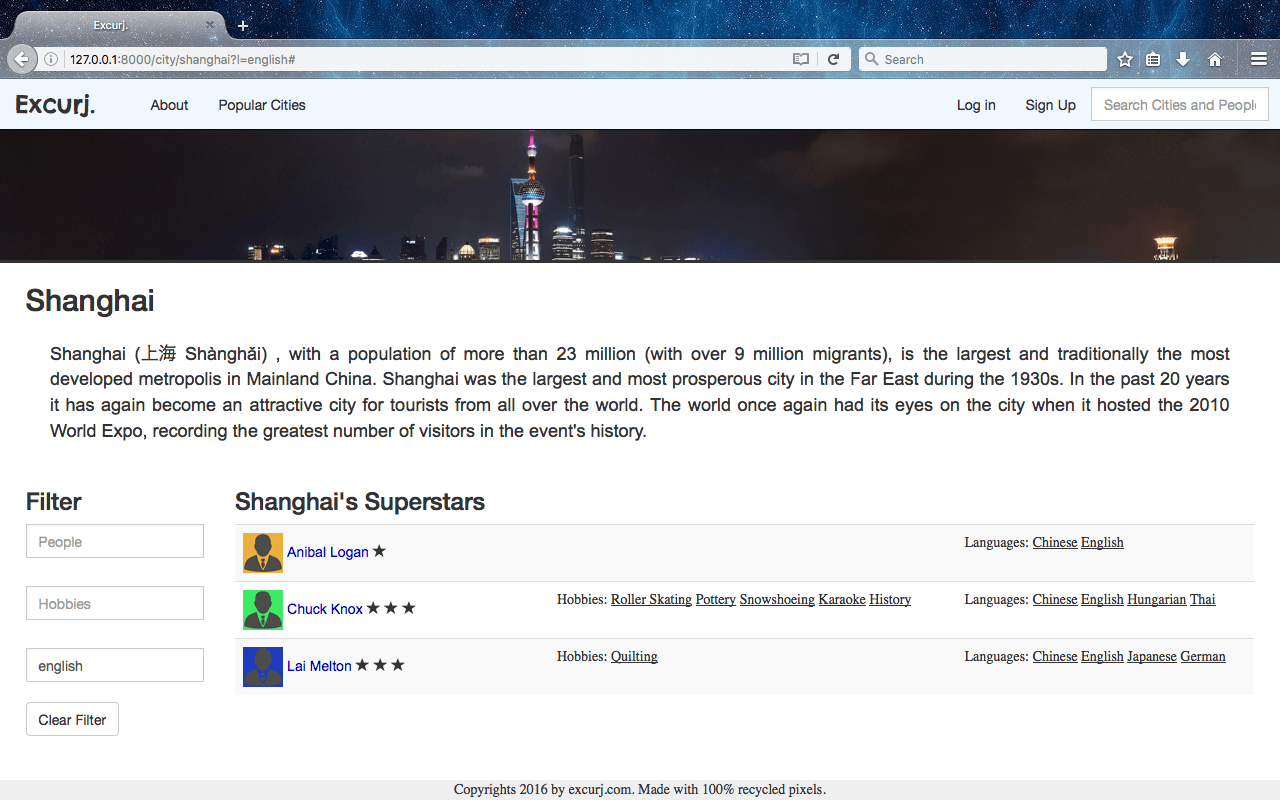 Excurj.
127.0.0.1:8000/city/shanghai?l=english#
Search
Excurj.
About
Popular Cities
Log in
Sign Up
Search Cities and People
Shanghai
Shanghai (上海 Shànghǎi) , with a population of more than 23 million (with over 9 million migrants), is the largest and traditionally the most
developed metropolis in Mainland China. Shanghai was the largest and most prosperous city in the Far East during the 1930s. In the past 20 years
it has again become an attractive city for tourists from all over the world. The world once again had its eyes on the city when it hosted the 2010
World Expo, recording the greatest number of visitors in the event's history.
Filter
People
Hobbies
english
Clear Filter
Shanghai's Superstars
Anibal Logan ★
Languages: Chinese English
Chuck Knox ★ ★ ★
Hobbies: Roller Skating Pottery Snowshoeing Karaoke History
Languages: Chinese English Hungarian Thai
Lai Melton ★ ★ ★
Hobbies: Quilting
Languages: Chinese English Japanese German
Copyrights 2016 by excurj.com. Made with 100% recycled pixels.